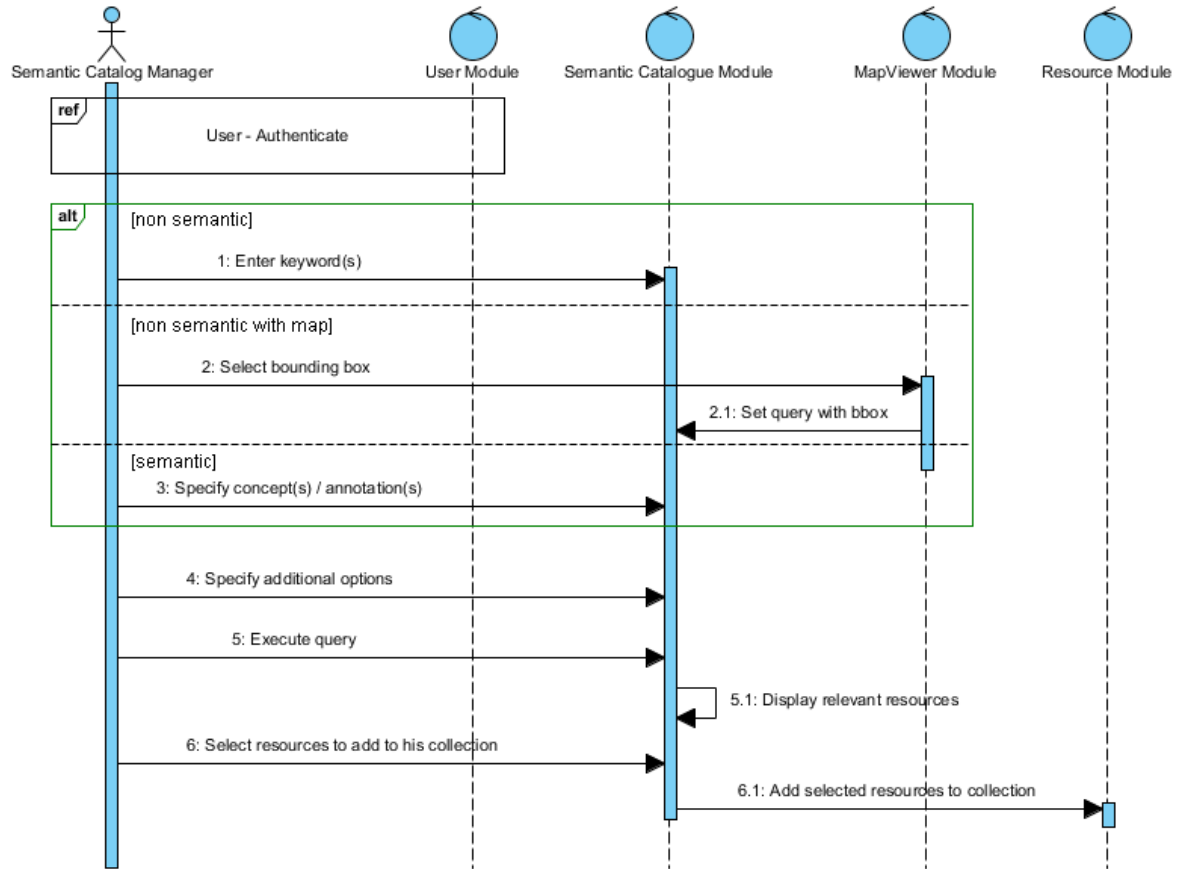 Semantic Catalog Manager
User Module
Semantic Catalogue Module
MapViewer Module
Resource Module
ref
User - Authenticate
alt
[non semantic]
1: Enter keyword(s)
[non semantic with map]
2: Select bounding box
2.1: Set query with bbox
[semantic]
3: Specify concept(s) / annotation(s)
4: Specify additional options
5: Execute query
5.1: Display relevant resources
6: Select resources to add to his collection
6.1: Add selected resources to collection